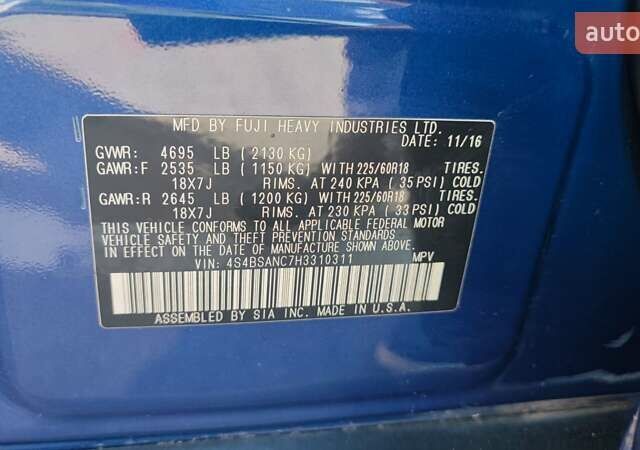 auto
MFD BY FUJI HEAVY INDUSTRIES LTD.
DATE: 11/16
GVWR: 4695 LB ( 2130 KG)
GAWR:F 2535 LB ( 1150 KG) WITH 225/60R18 TIRES.
18X7J RIMS. AT 240 KPA ( 35 PSI) COLD
GAWR:R 2645 LB ( 1200 KG) WITH 225/60R18 TIRES.
18X7J RIMS. AT 230 KPA ( 33 PSI) COLD
THIS VEHICLE CONFORMS TO ALL APPLICABLE FEDERAL MOTOR
VEHICLE SAFETY AND THEFT PREVENTION STANDARDS
IN EFFECT ON THE DATE OF MANUFACTURE SHOWN ABOVE.
VIN: 4S4BSANC7H3310311 MPV
ASSEMBLED BY SIA INC. MADE IN U.S.A.